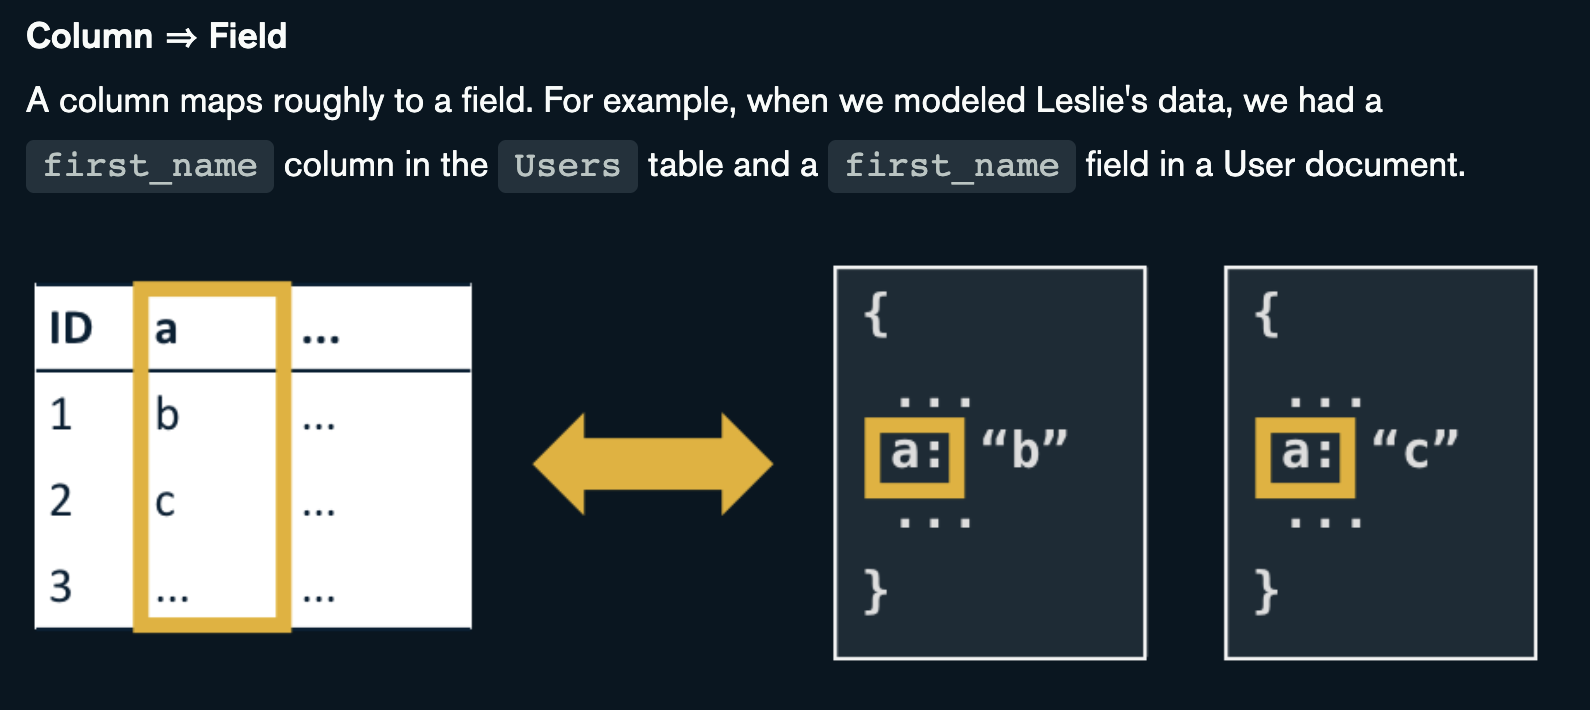 Column ⇒ Field
A column maps roughly to a field. For example, when we modeled Leslie's data, we had a
first_name column in the Users table and a first_name field in a User document.
ID a ...
1 b ...
2 c ...
3 ... ...
{
...
a: “b”
...
}
{
...
a: “c”
...
}